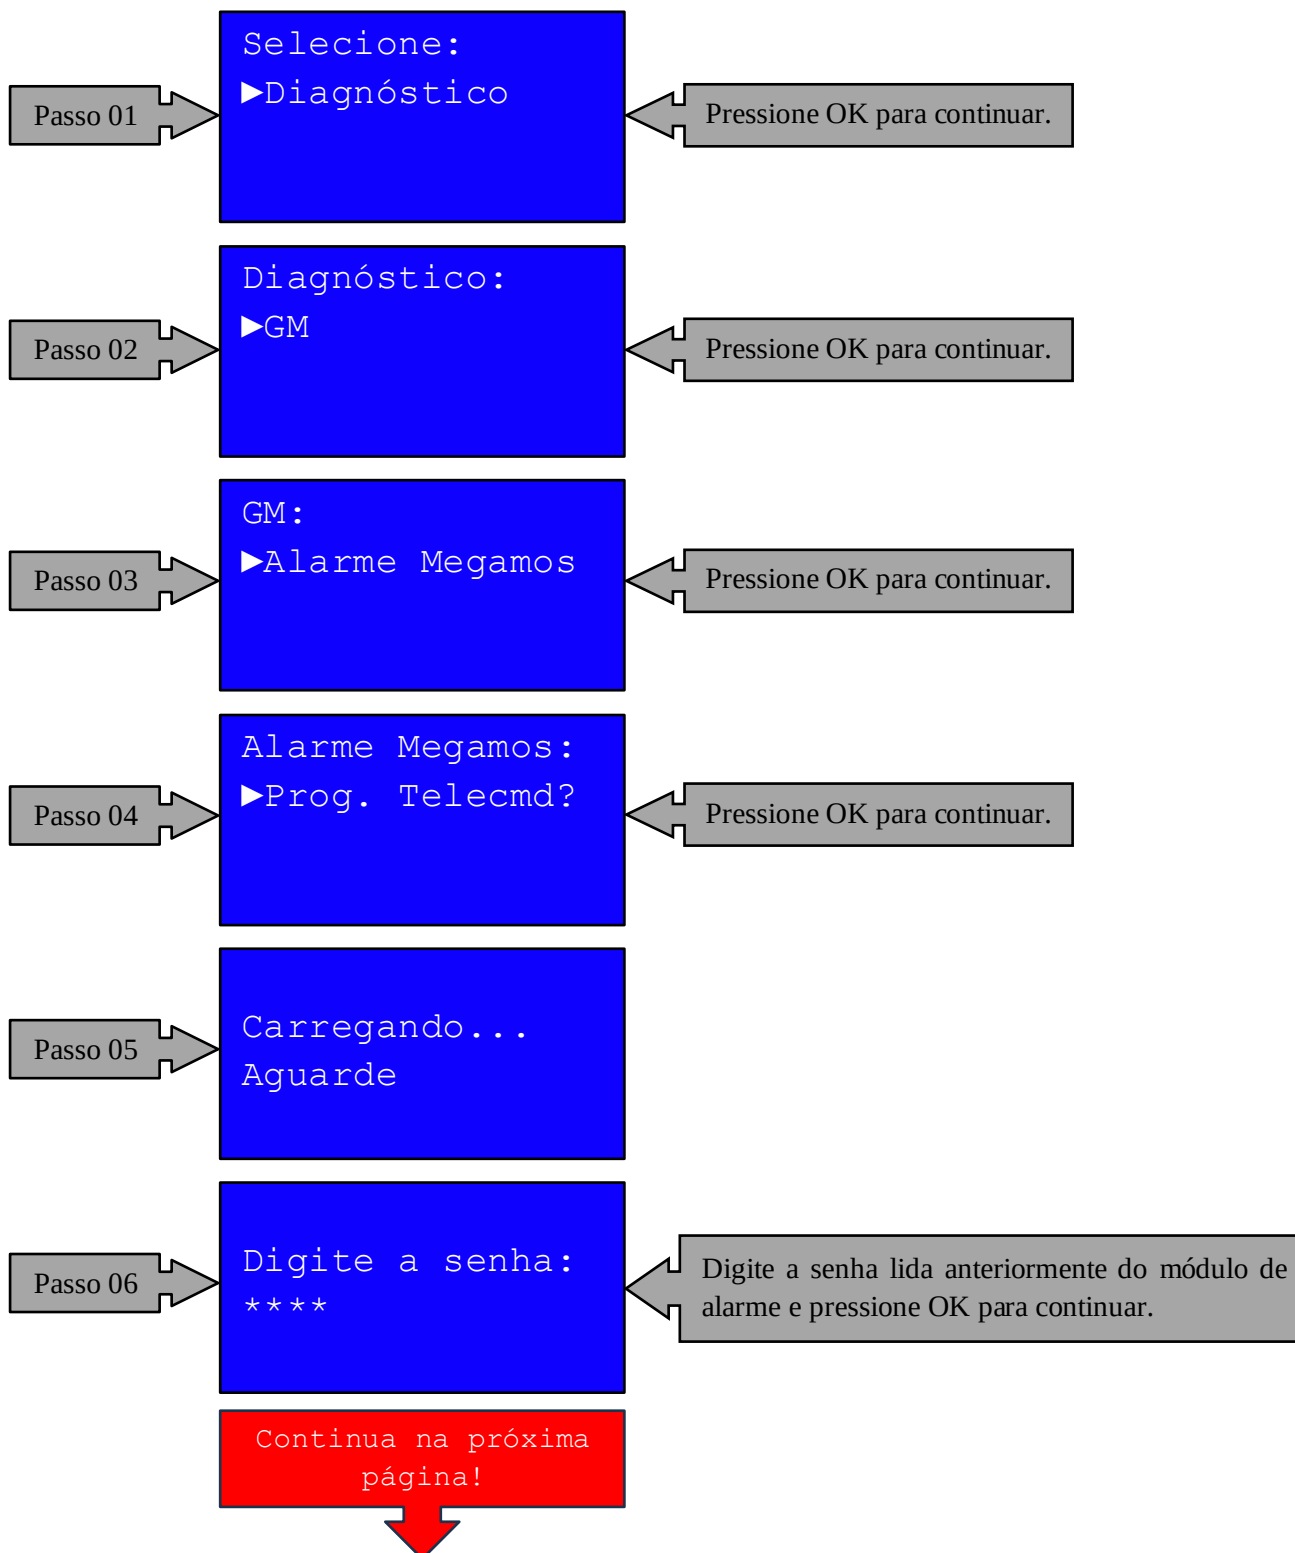 Selecione:
Passo 01
►Diagnóstico
Pressione OK para continuar.
Diagnóstico:
Passo 02
►GM
Pressione OK para continuar.
GM:
Passo 03
►Alarme Megamos
Pressione OK para continuar.
Alarme Megamos:
Passo 04
►Prog. Telecmd?
Pressione OK para continuar.
Passo 05
Carregando...
Aguarde
Passo 06
Digite a senha:
****
Digite a senha lida anteriormente do módulo de
alarme e pressione OK para continuar.
Continua na próxima
página!